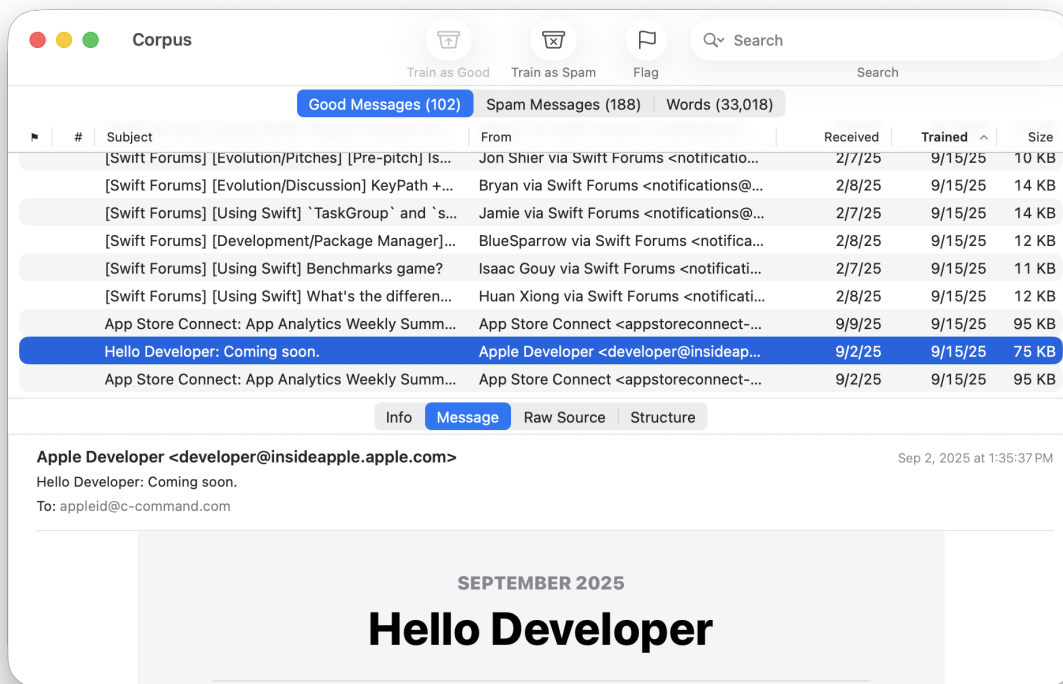 Corpus
Train as Good
Train as Spam
Flag
Search
Search
Good Messages (102) Spam Messages (188) Words (33,018)
# Subject From Received Trained Size
[Swift Forums] [Evolution/Pitches] [Pre-pitch] Is... Jon Shier via Swift Forums <notificatio... 2/7/25 9/15/25 10 KB
[Swift Forums] [Evolution/Discussion] KeyPath +... Bryan via Swift Forums <notifications@... 2/8/25 9/15/25 14 KB
[Swift Forums] [Using Swift] `TaskGroup` and `s... Jamie via Swift Forums <notifications@... 2/7/25 9/15/25 14 KB
[Swift Forums] [Development/Package Manager]... BlueSparrow via Swift Forums <notifica... 2/8/25 9/15/25 12 KB
[Swift Forums] [Using Swift] Benchmarks game? Isaac Gouy via Swift Forums <notificati... 2/7/25 9/15/25 11 KB
[Swift Forums] [Using Swift] What's the differen... Huan Xiong via Swift Forums <notificati... 2/8/25 9/15/25 12 KB
App Store Connect: App Analytics Weekly Summ... App Store Connect <appstoreconnect-... 9/9/25 9/15/25 95 KB
Hello Developer: Coming soon. Apple Developer <developer@insideap... 9/2/25 9/15/25 75 KB
App Store Connect: App Analytics Weekly Summ... App Store Connect <appstoreconnect-... 9/2/25 9/15/25 95 KB
Info Message Raw Source Structure
Apple Developer <developer@insideapple.apple.com> Sep 2, 2025 at 1:35:37 PM
Hello Developer: Coming soon.
To: appleid@c-command.com
SEPTEMBER 2025
Hello Developer